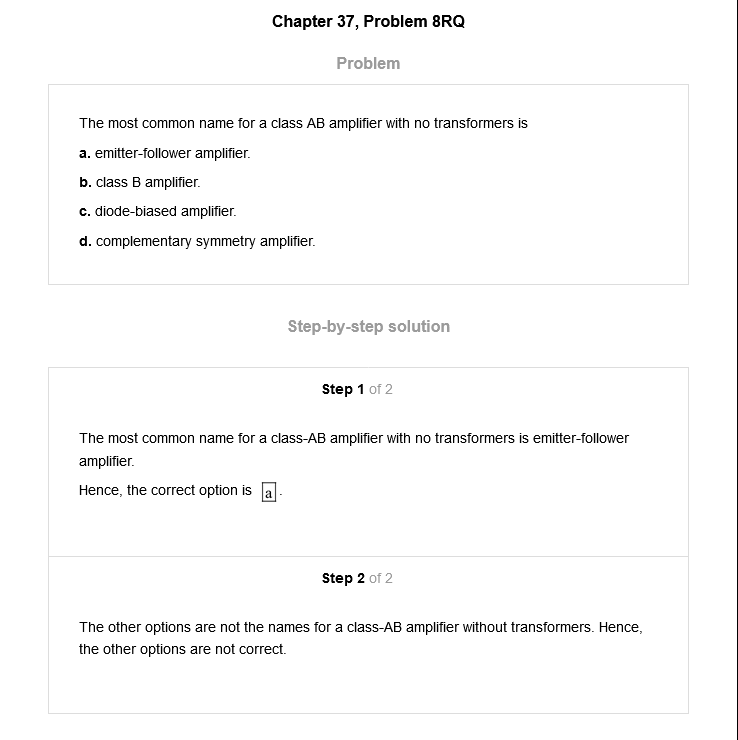 Chapter 37, Problem 8RQ
Problem
The most common name for a class AB amplifier with no transformers is
a. emitter-follower amplifier.
b. class B amplifier.
c. diode-biased amplifier.
d. complementary symmetry amplifier.
Step-by-step solution
Step 1 of 2
The most common name for a class-AB amplifier with no transformers is emitter-follower
amplifier.
Hence, the correct option is a .
Step 2 of 2
The other options are not the names for a class-AB amplifier without transformers. Hence,
the other options are not correct.